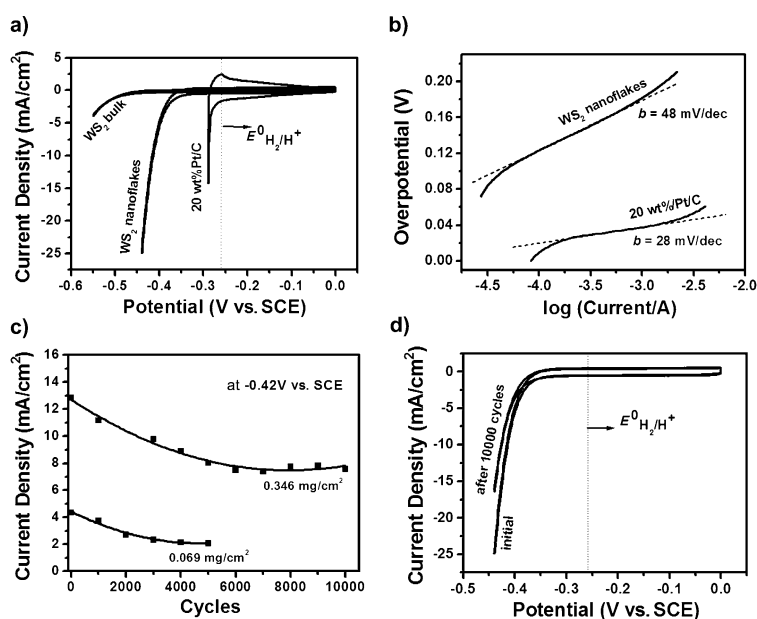 a)
Current Density (mA/cm²)
5
0
-5
-10
-15
-20
-25
WS₂ bulk
WS₂ nanoflakes
20 wt%Pt/C
E⁰ H₂/H⁺
-0.6 -0.5 -0.4 -0.3 -0.2 -0.1 0.0
Potential (V vs. SCE)
b)
Overpotential (V)
0.20
0.16
0.12
0.08
0.04
0.00
WS₂ nanoflakes
b = 48 mV/dec
20 wt%/Pt/C
b = 28 mV/dec
-4.5 -4.0 -3.5 -3.0 -2.5 -2.0
log (Current/A)
c)
Current Density (mA/cm²)
16
14
12
10
8
6
4
2
0
at -0.42V vs. SCE
0.346 mg/cm²
0.069 mg/cm²
0 2000 4000 6000 8000 10000
Cycles
d)
Current Density (mA/cm²)
0
-5
-10
-15
-20
-25
after 10000 cycles
initial
E⁰ H₂/H⁺
-0.5 -0.4 -0.3 -0.2 -0.1 0.0
Potential (V vs. SCE)